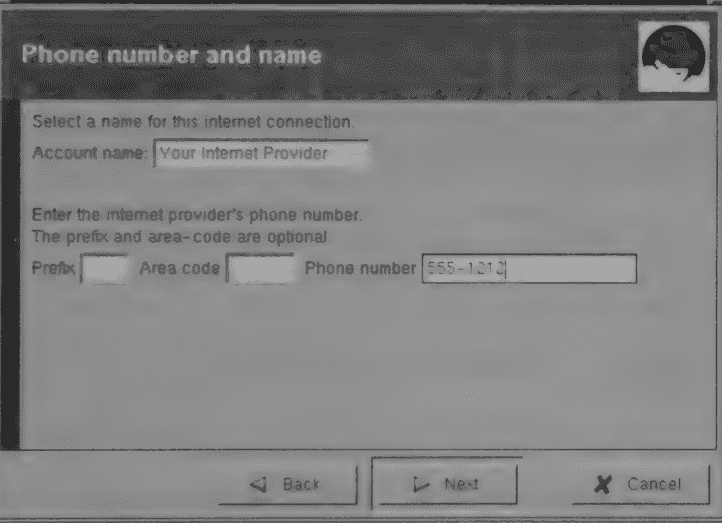 Phone number and name
Select a name for this internet connection.
Account name: Your Internet Provider
Enter the internet provider's phone number.
The prefix and area-code are optional.
Prefix Area code Phone number 555-1212
Back Next Cancel